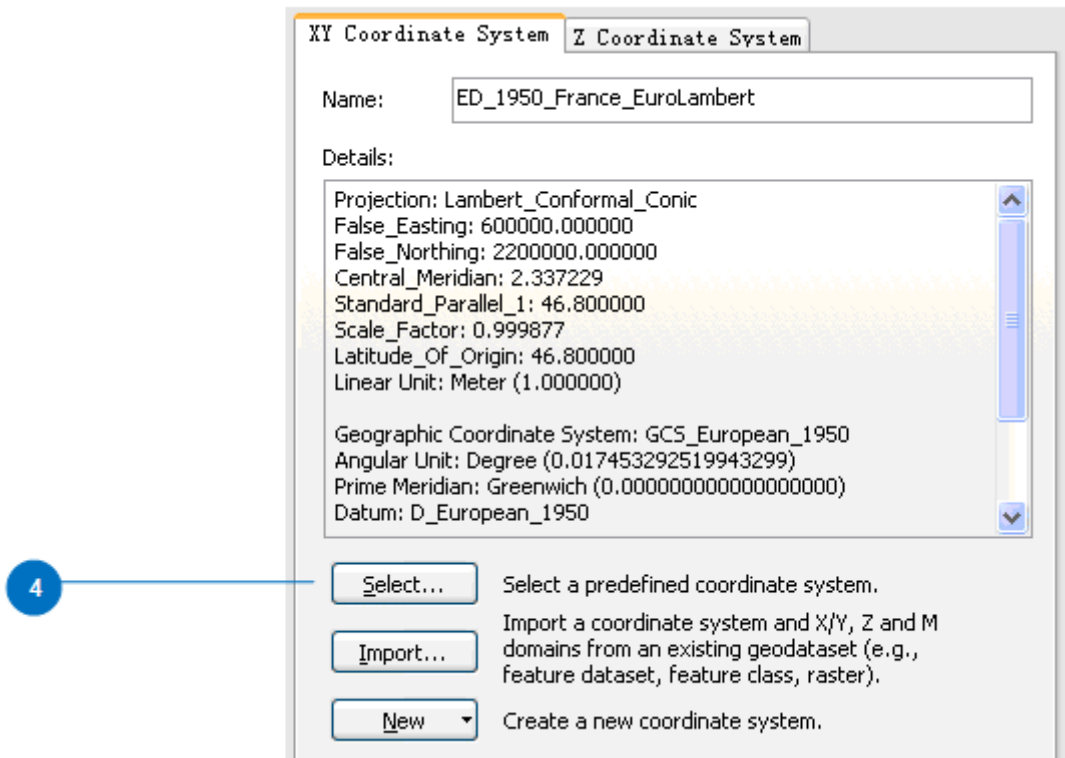 XY Coordinate System
Z Coordinate System
Name:
ED_1950_France_EuroLambert
Details:
Projection: Lambert_Conformal_Conic
False_Easting: 600000.000000
False_Northing: 2200000.000000
Central_Meridian: 2.337229
Standard_Parallel_1: 46.800000
Scale_Factor: 0.999877
Latitude_Of_Origin: 46.800000
Linear Unit: Meter (1.000000)
Geographic Coordinate System: GCS_European_1950
Angular Unit: Degree (0.017453292519943299)
Prime Meridian: Greenwich (0.000000000000000000)
Datum: D_European_1950
4
Select...
Select a predefined coordinate system.
Import...
Import a coordinate system and X/Y, Z and M
domains from an existing geodataset (e.g.,
feature dataset, feature class, raster).
New
Create a new coordinate system.